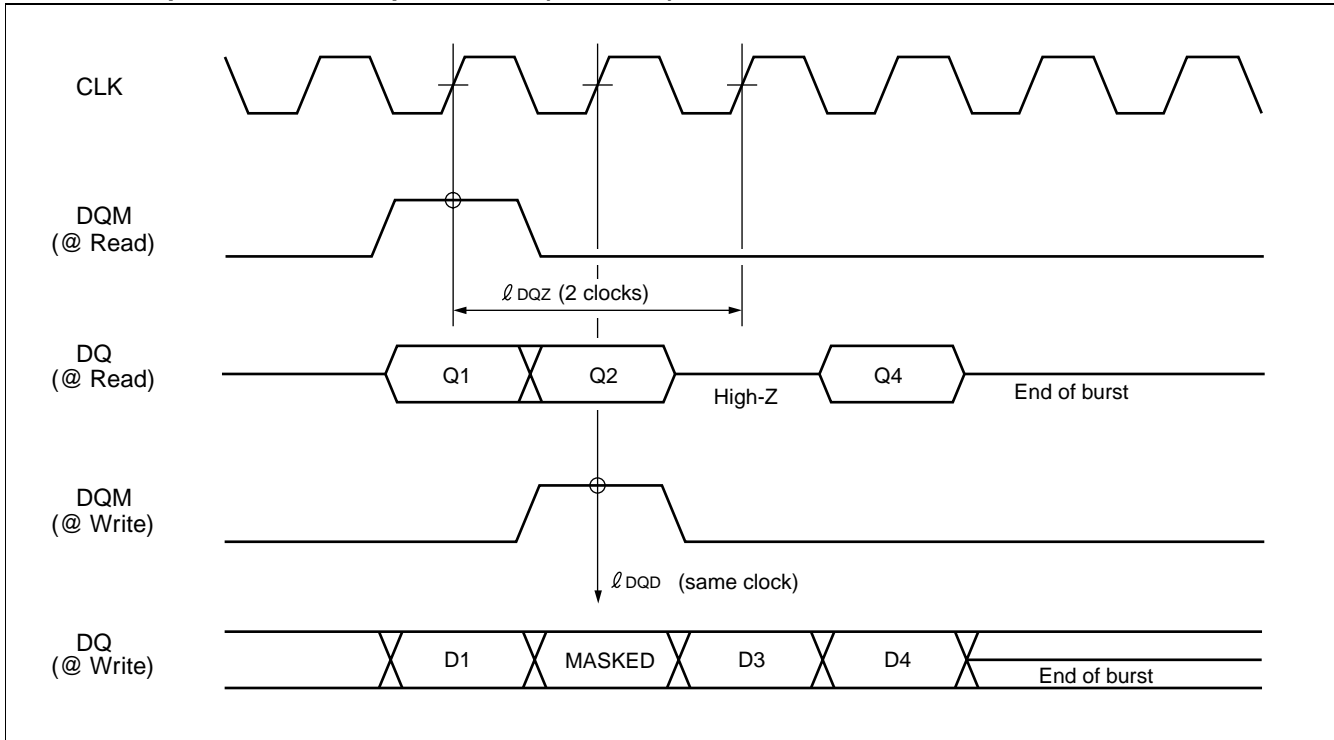 CLK
DQM
(@ Read)
ℓ DQZ (2 clocks)
DQ
(@ Read)
Q1
Q2
High-Z
Q4
End of burst
DQM
(@ Write)
ℓ DQD (same clock)
DQ
(@ Write)
D1
MASKED
D3
D4
End of burst